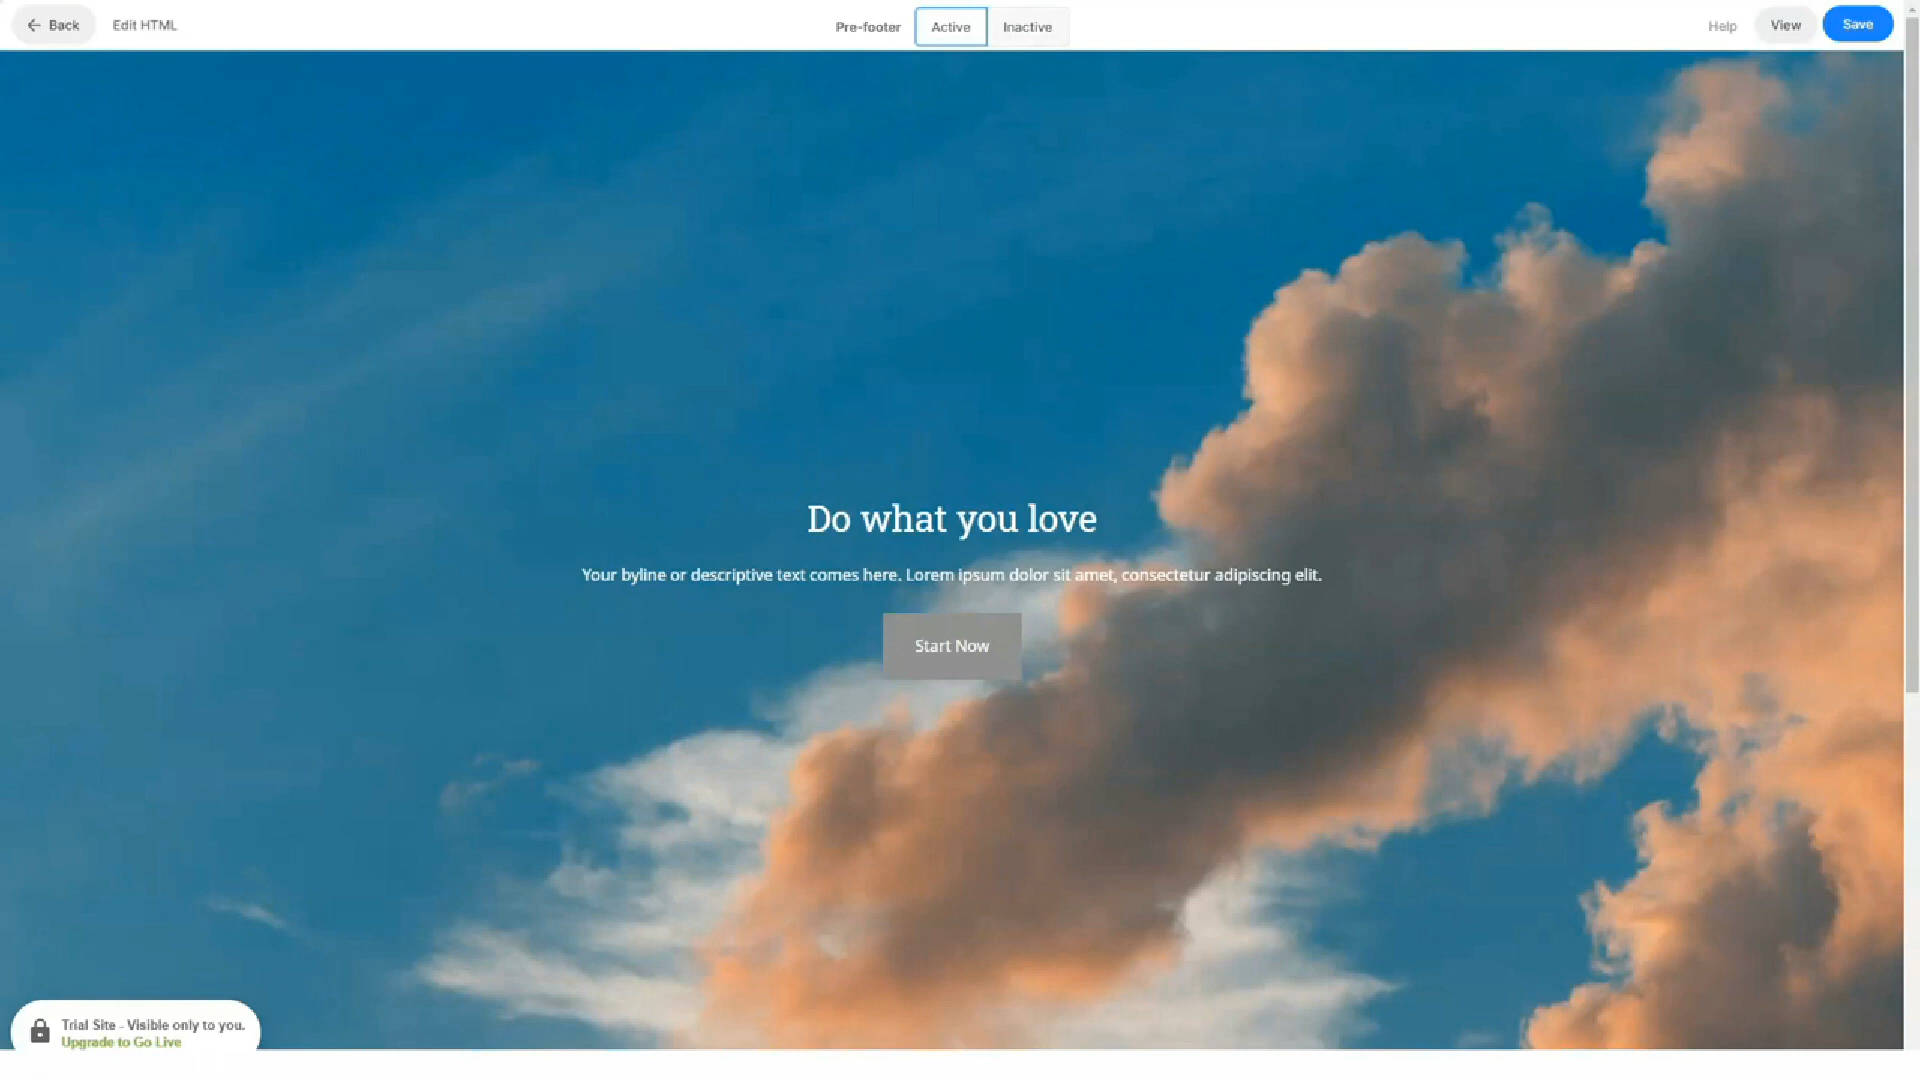 Back
Edit HTML
Pre-footer
Active
Inactive
Help
View
Save
Do what you love
Your byline or descriptive text comes here. Lorem ipsum dolor sit amet, consectetur adipiscing elit.
Start Now
Trial Site - Visible only to you.
Upgrade to Go Live